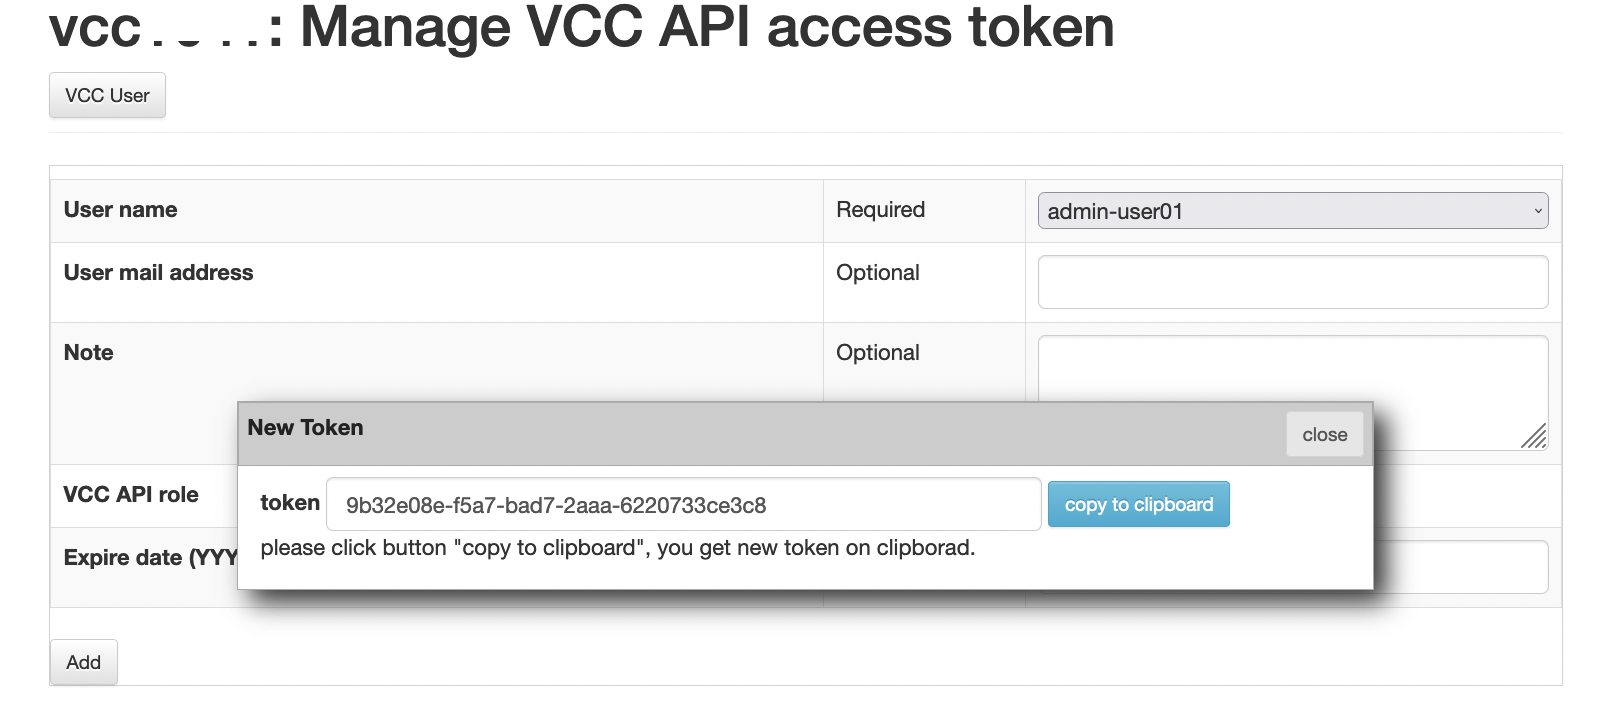 vcc : Manage VCC API access token
VCC User
User name Required admin-user01
User mail address Optional
Note Optional
New Token close
VCC API role
token 9b32e08e-f5a7-bad7-2aaa-6220733ce3c8 copy to clipboard
please click button "copy to clipboard", you get new token on clipborad.
Expire date (YYY
Add